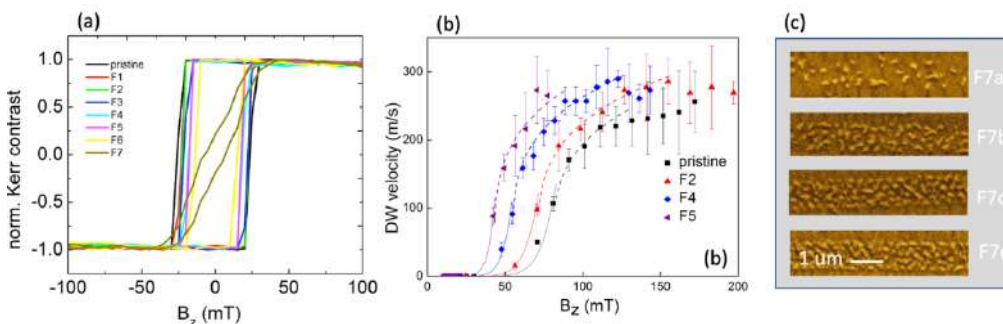 (a)
norm. Kerr contrast
1.0
0.5
0.0
-0.5
-1.0
pristine
F1
F2
F3
F4
F5
F6
F7
-100
-50
0
50
100
B_z (mT)
(b)
DW velocity (m/s)
300
200
100
0
pristine
F2
F4
F5
(b)
0
50
100
150
200
B_z (mT)
(c)
F7a
F7b
1 um